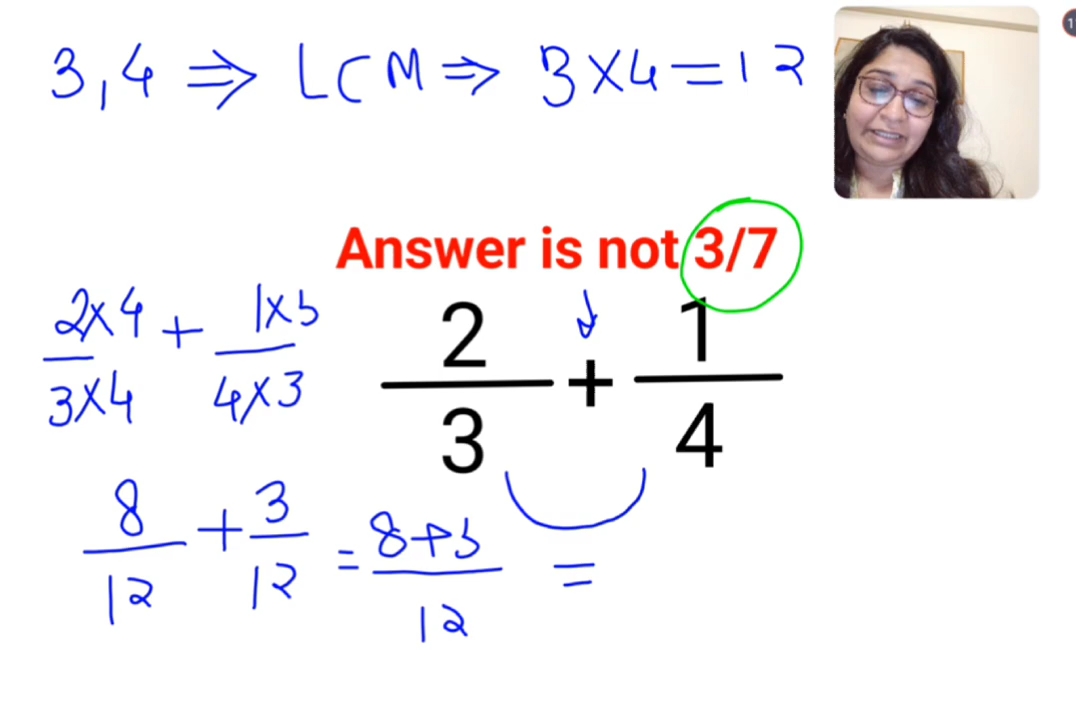 3,4 ⇒ LCM ⇒ 3×4=12
Answer is not 3/7
2×4/3×4 + 1×3/4×3
2/3 + 1/4
8/12 + 3/12 = 8+3/12 =